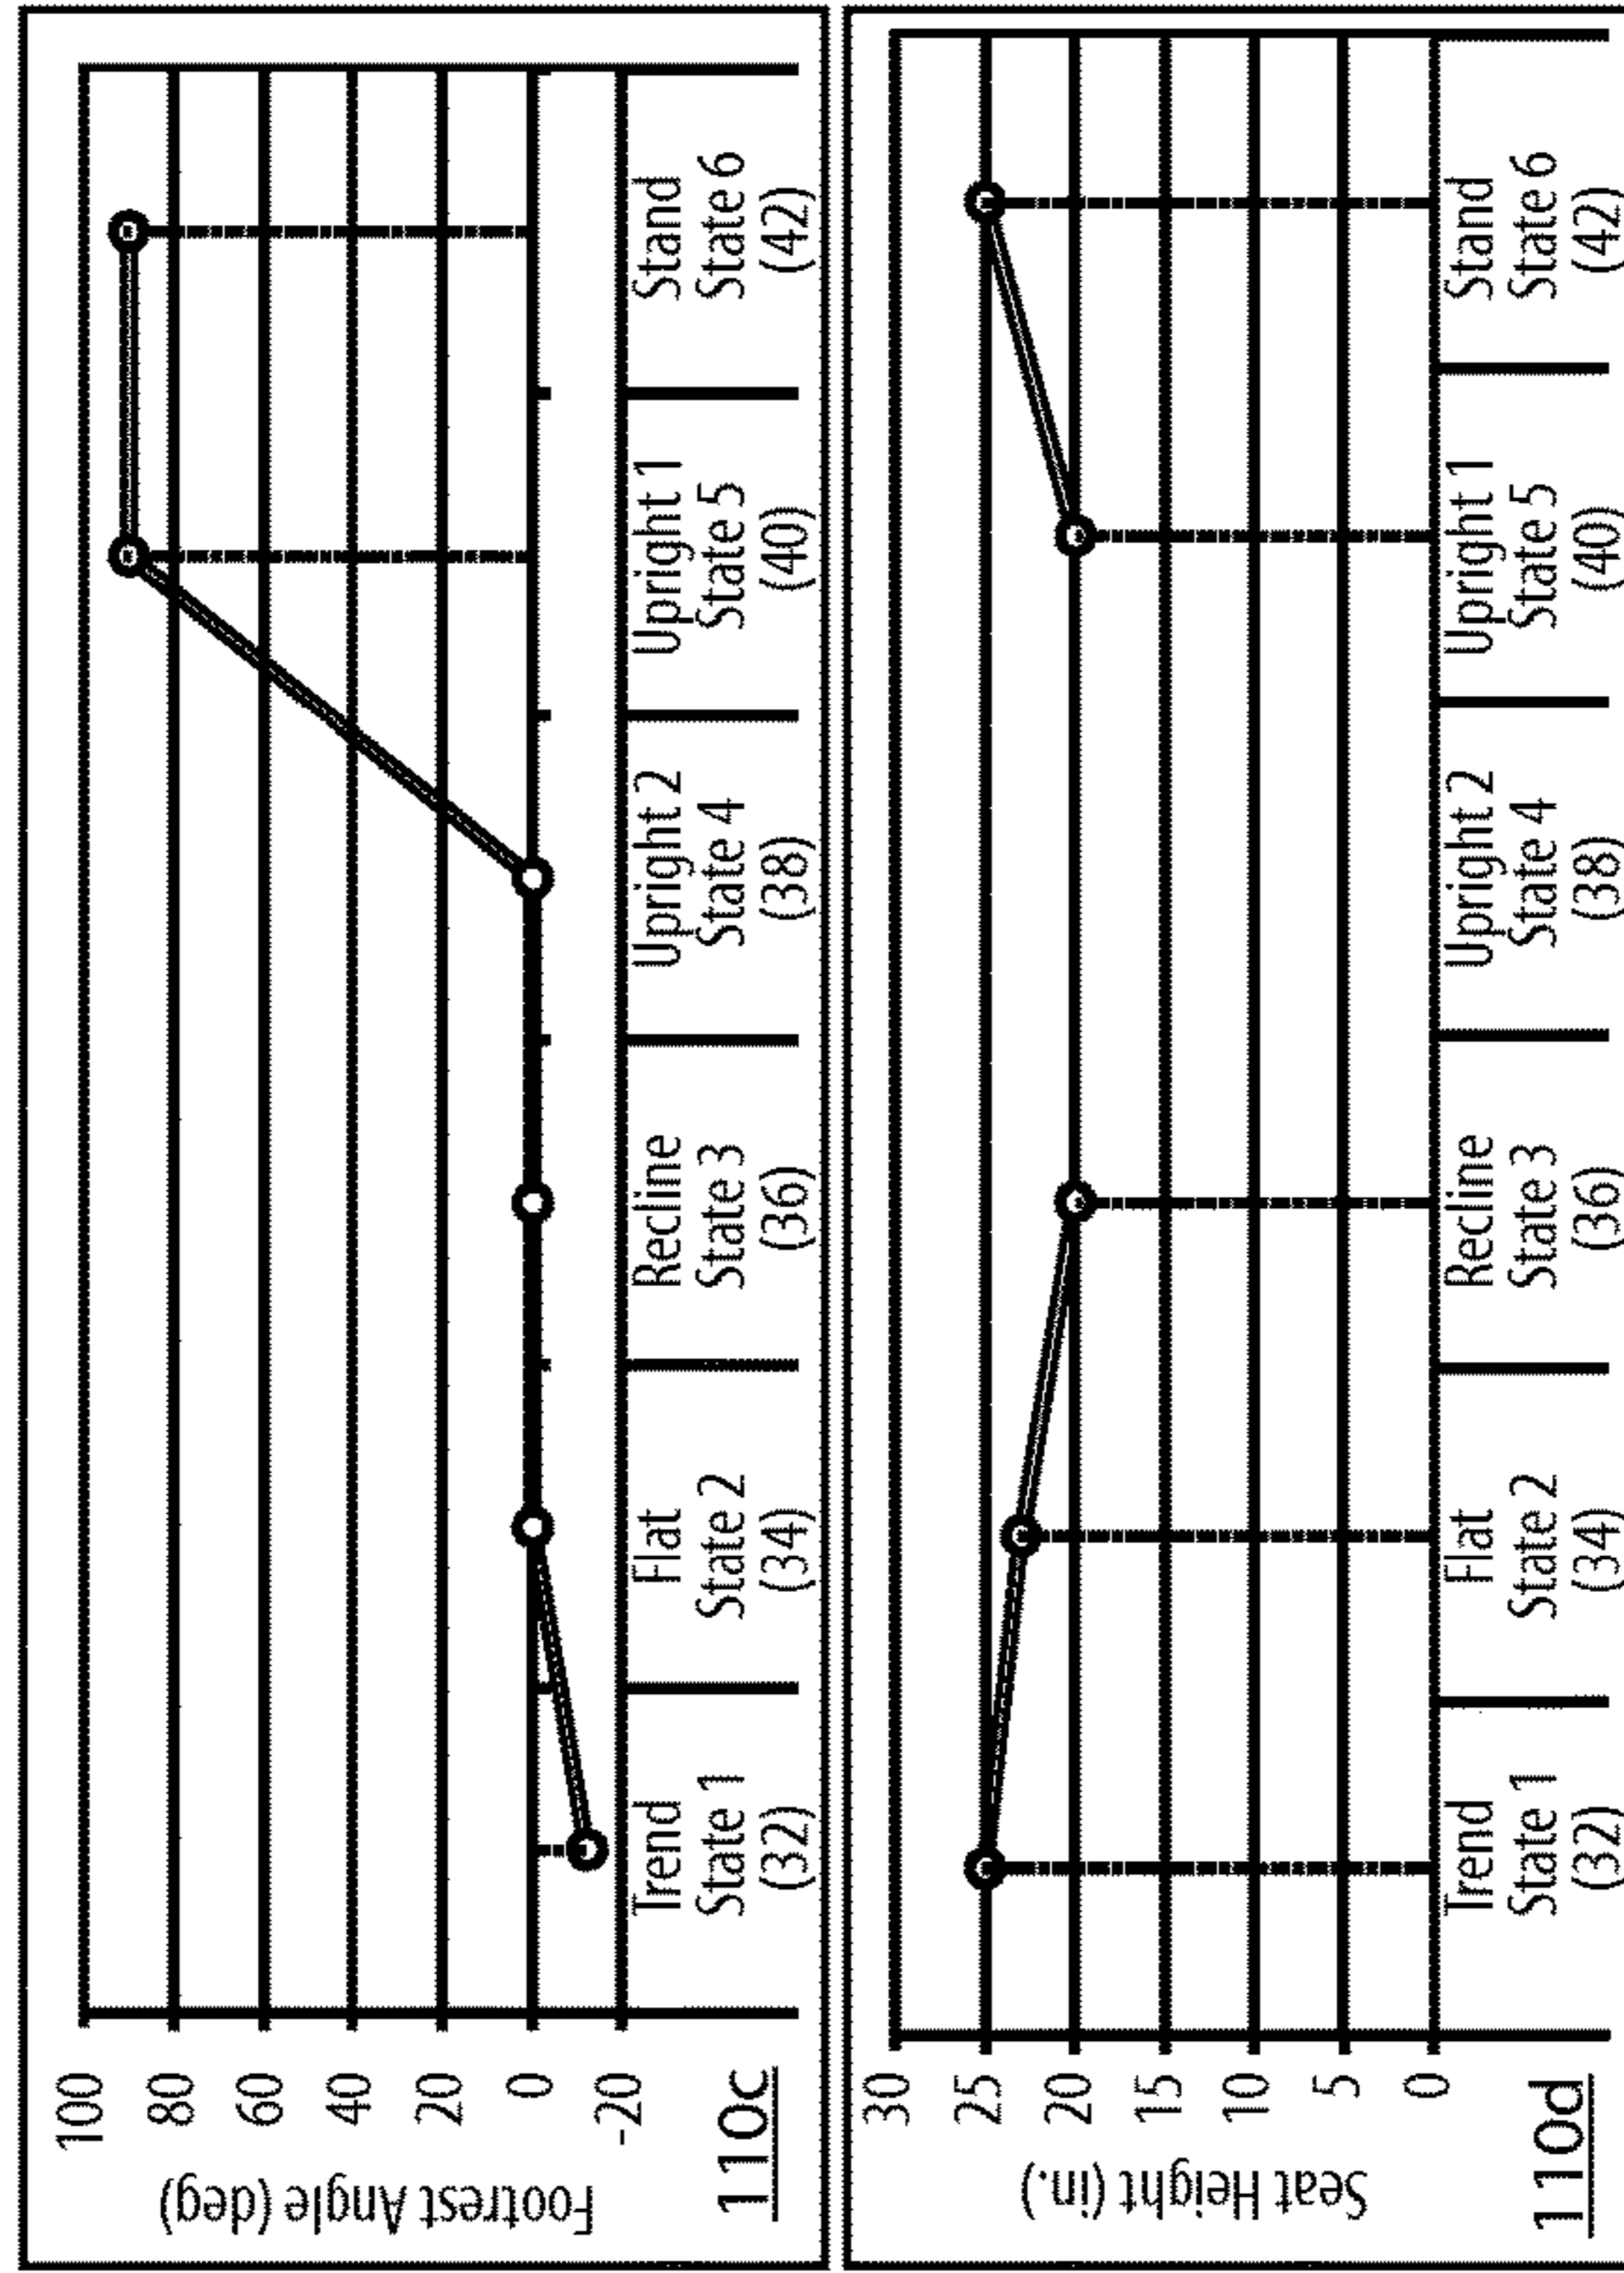 Footrest Angle (deg)
100
80
60
40
20
0
-20
Trend
State 1
(32)
Flat
State 2
(34)
Recline
State 3
(36)
Upright 2
State 4
(38)
Upright 1
State 5
(40)
Stand
State 6
(42)
110c
Seat Height (in.)
30
25
20
15
10
5
0
Trend
State 1
(32)
Flat
State 2
(34)
Recline
State 3
(36)
Upright 2
State 4
(38)
Upright 1
State 5
(40)
Stand
State 6
(42)
110d